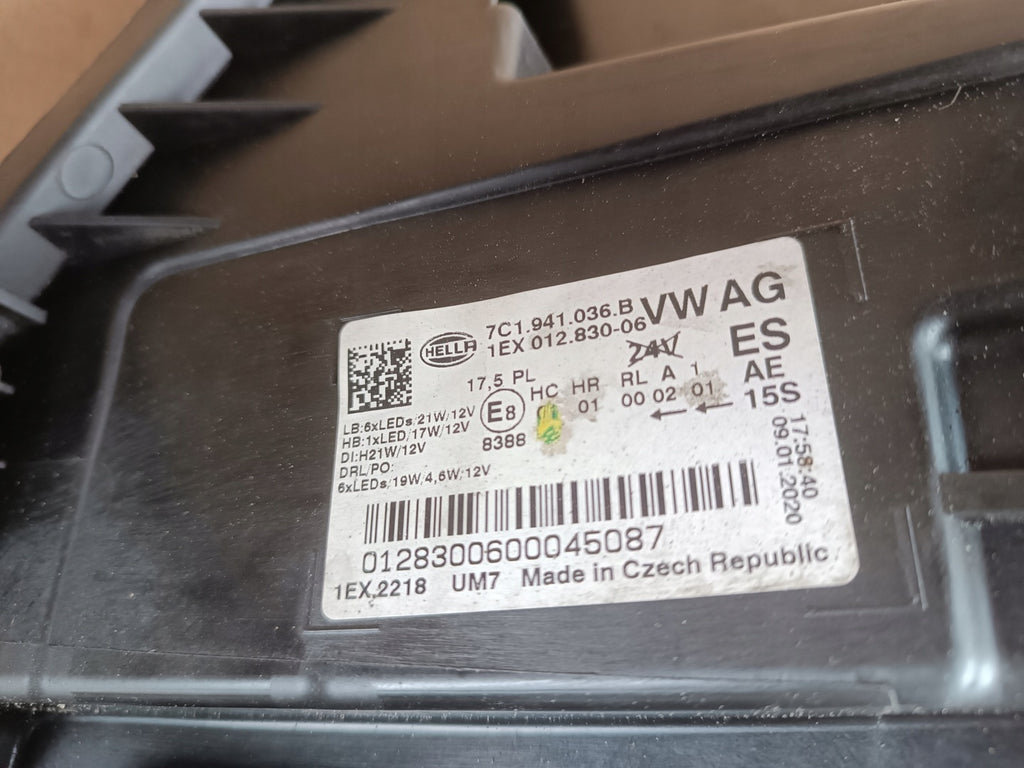 7C1.941.036.B VW AG
HELLA
1EX 012.830-06
24V ES
17,5 PL HC HR RL A 1 AE
E8 01 00 02 01 15S
← ←
8388
LB:6xLEDs/21W/12V
HB:1xLED/17W/12V
DI:H21W/12V
DRL/PO:
6xLEDs/19W/4,6W/12V
17:58:40
09.01.2020
0128300600045087
1EX.2218 UM7 Made in Czech Republic